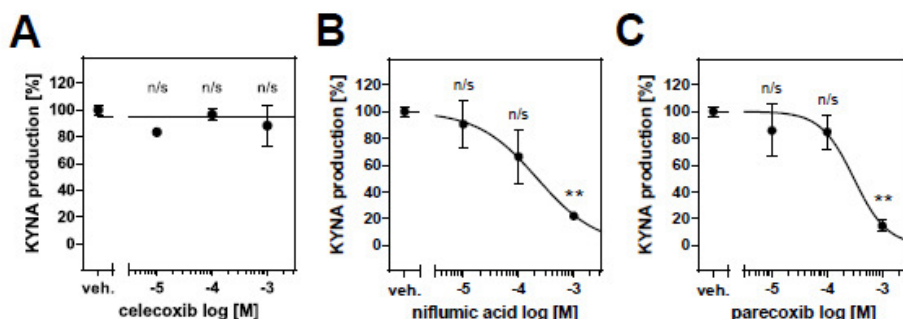 A
KYNA production [%]
120
100
80
60
40
20
0
n/s
n/s
n/s
veh.
-5
-4
-3
celecoxib log [M]
B
KYNA production [%]
120
100
80
60
40
20
0
n/s
n/s
**
veh.
-5
-4
-3
niflumic acid log [M]
C
KYNA production [%]
120
100
80
60
40
20
0
n/s
n/s
**
veh.
-5
-4
-3
parecoxib log [M]